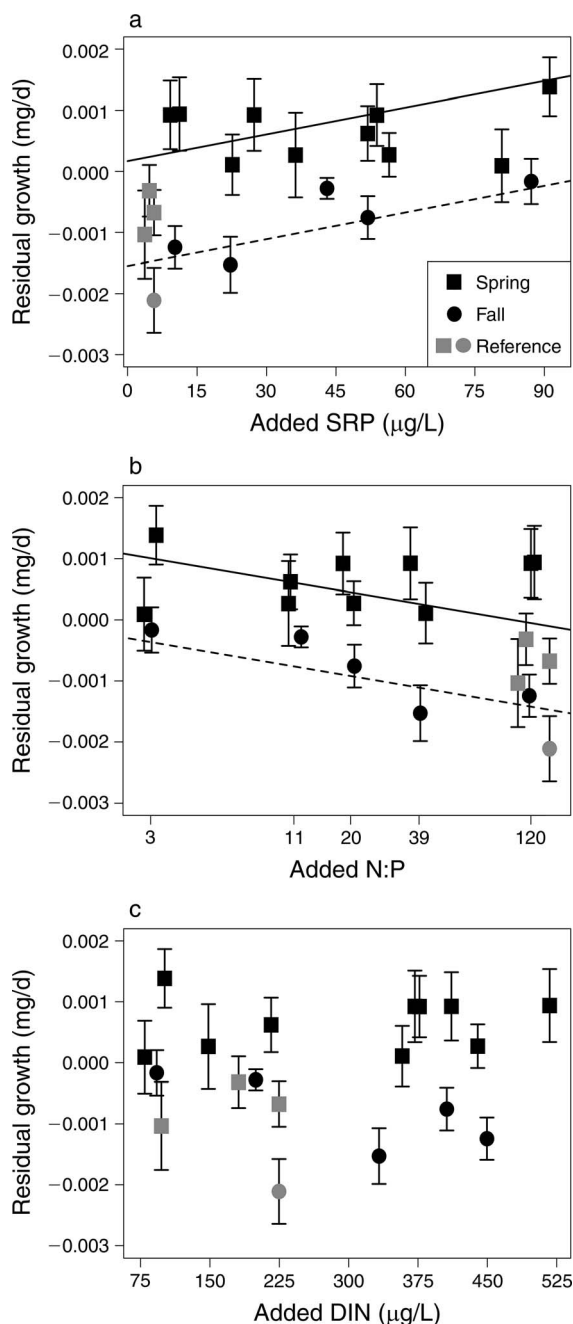 a
0.002
0.001
0.000
−0.001
−0.002
−0.003
Residual growth (mg/d)
Spring
Fall
Reference
0 15 30 45 60 75 90
Added SRP (μg/L)
b
0.002
0.001
0.000
−0.001
−0.002
−0.003
Residual growth (mg/d)
3 11 20 39 120
Added N:P
c
0.002
0.001
0.000
−0.001
−0.002
−0.003
Residual growth (mg/d)
75 150 225 300 375 450 525
Added DIN (μg/L)